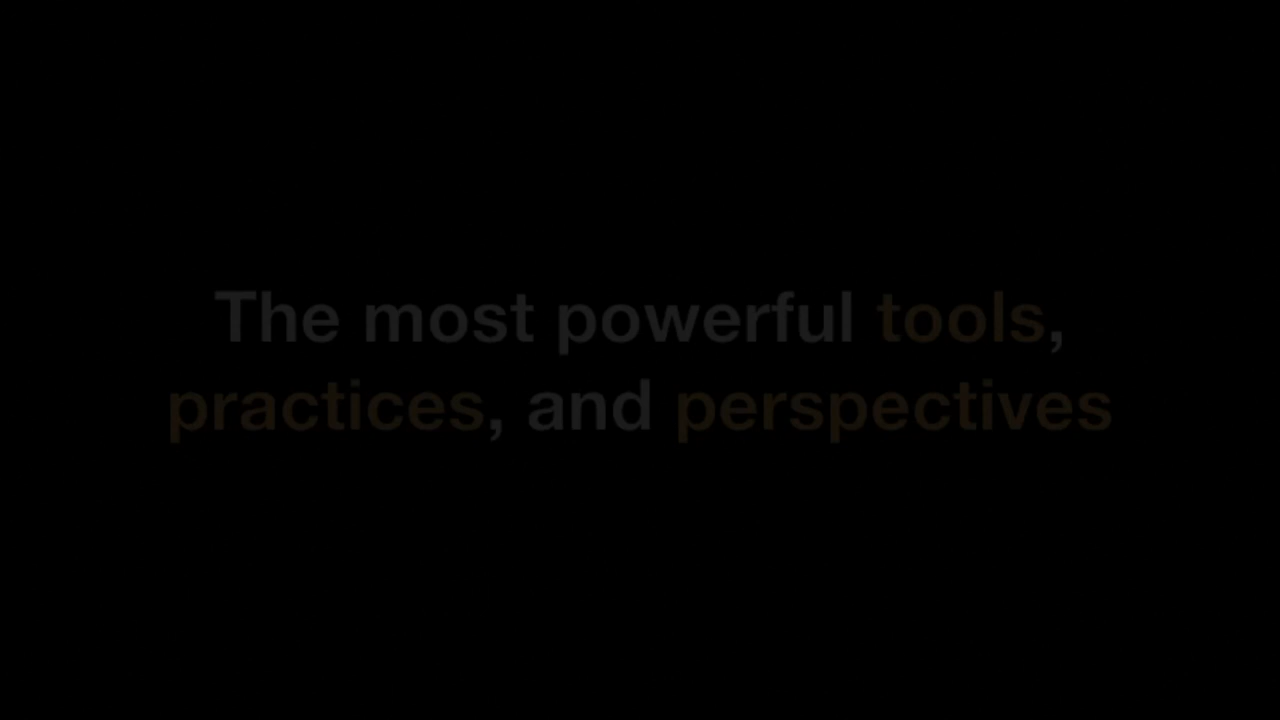 The most powerful tools,
practices, and perspectives